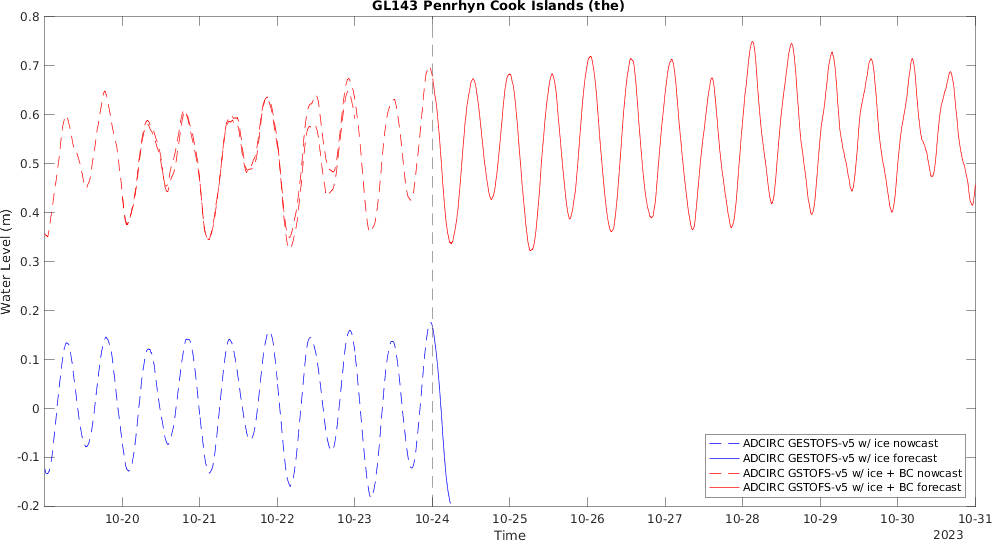 GL143 Penrhyn Cook Islands (the)
0.8
0.7
0.6
0.5
0.4
0.3
0.2
0.1
0
-0.1
-0.2
Water Level (m)
ADCIRC GESTOFS-v5 w/ ice nowcast
ADCIRC GESTOFS-v5 w/ ice forecast
ADCIRC GSTOFS-v5 w/ ice + BC nowcast
ADCIRC GSTOFS-v5 w/ ice + BC forecast
10-20 10-21 10-22 10-23 10-24 10-25 10-26 10-27 10-28 10-29 10-30 10-31
Time
2023